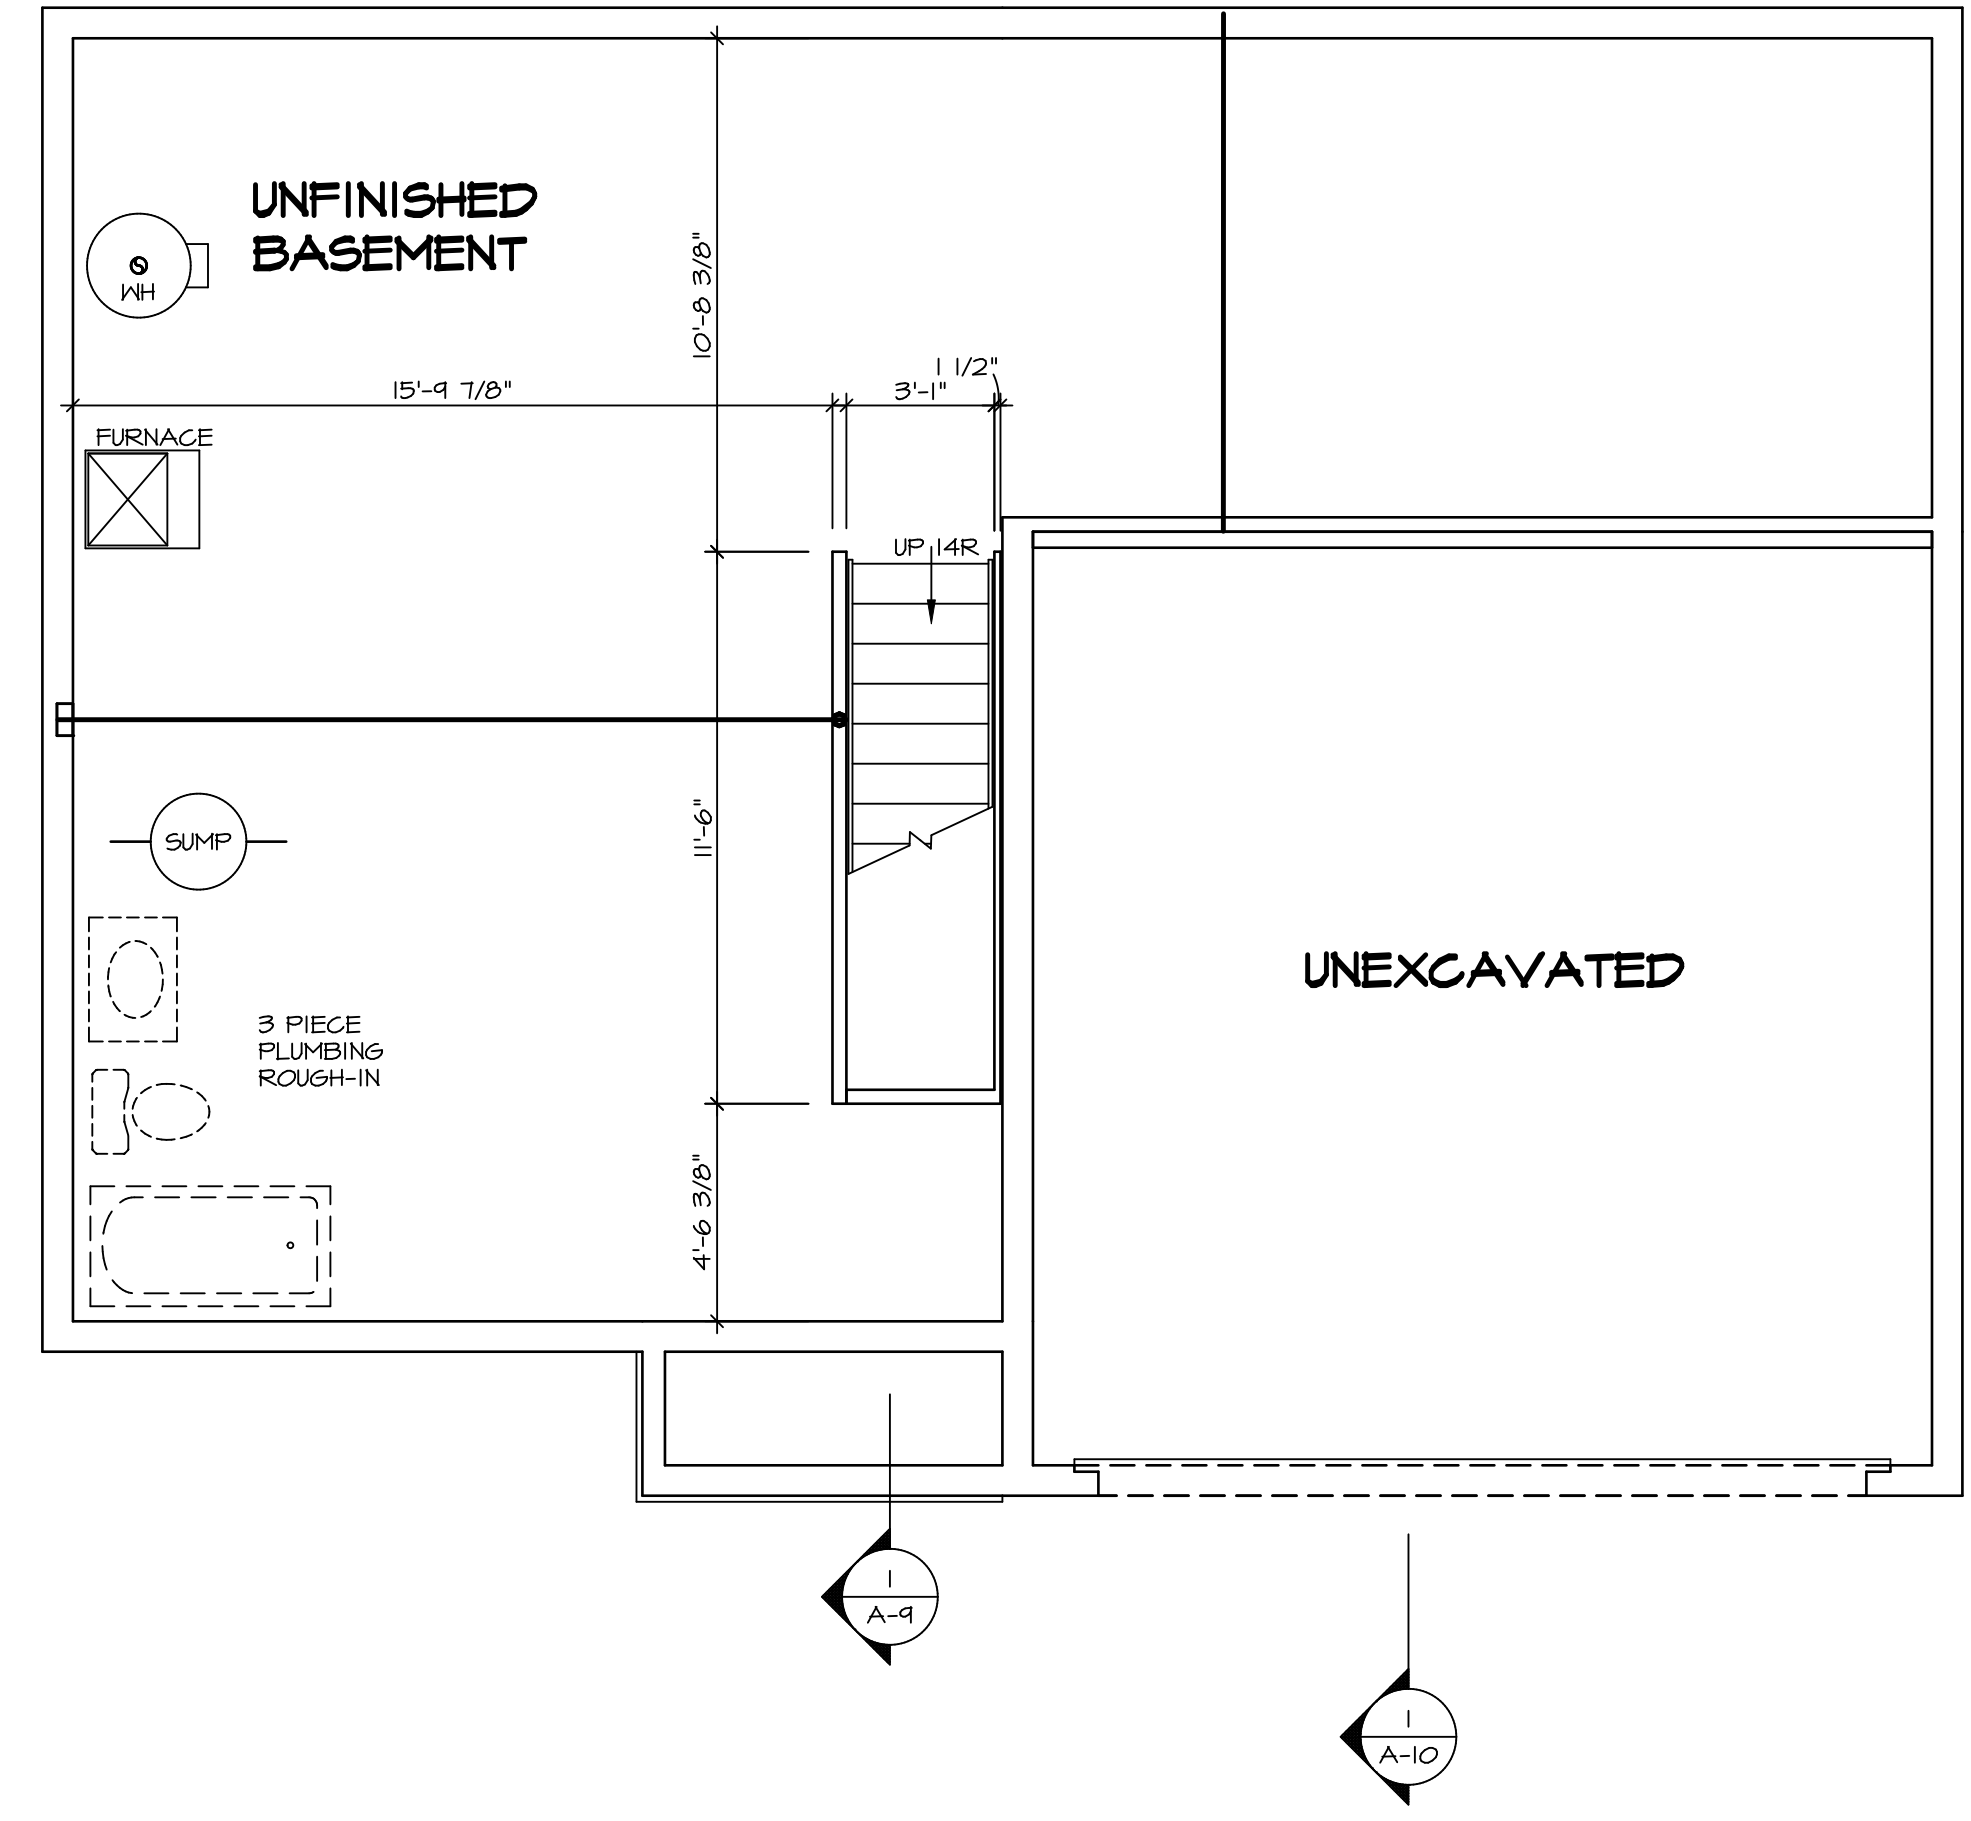 UNFINISHED
BASEMENT
WH
10'-8 3/8"
1 1/2"
15'-9 7/8"
3'-1"
FURNACE
UP 14R
11'-6"
SUMP
UNEXCAVATED
3 PIECE
PLUMBING
ROUGH-IN
4'-6 3/8"
1
A-9
1
A-10